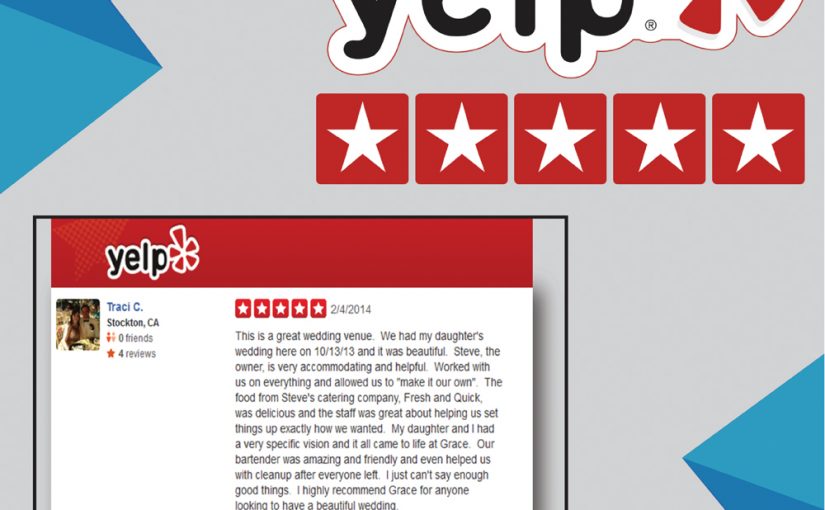 yelp®
yelp
Traci C.
Stockton, CA
0 friends
4 reviews
2/4/2014
This is a great wedding venue. We had my daughter's
wedding here on 10/13/13 and it was beautiful. Steve, the
owner, is very accommodating and helpful. Worked with
us on everything and allowed us to "make it our own". The
food from Steve's catering company, Fresh and Quick,
was delicious and the staff was great about helping us set
things up exactly how we wanted. My daughter and I had
a very specific vision and it all came to life at Grace. Our
bartender was amazing and friendly and even helped us
with cleanup after everyone left. I just can't say enough
good things. I highly recommend Grace for anyone
looking to have a beautiful wedding.